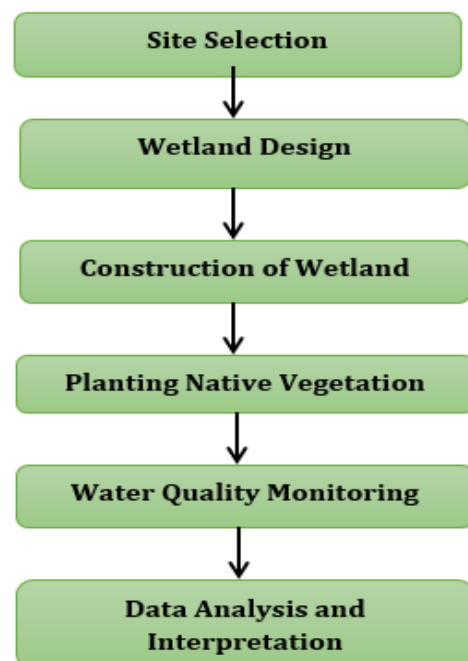 Site Selection
Wetland Design
Construction of Wetland
Planting Native Vegetation
Water Quality Monitoring
Data Analysis and
Interpretation